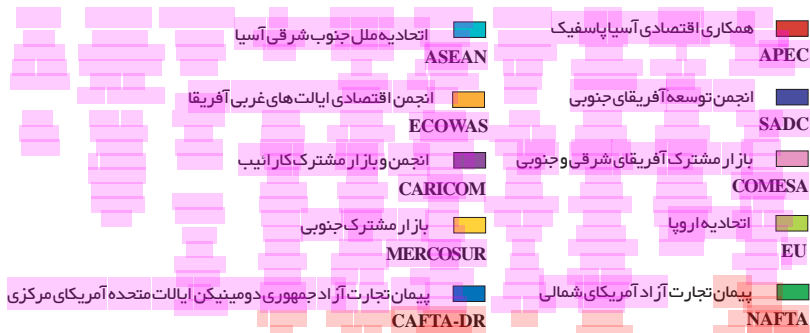 همکاری اقتصادی آسیا پاسفیک
APEC
اتحادیه ملل جنوب شرقی آسیا
ASEAN
انجمن توسعه آفریقای جنوبی
SADC
انجمن اقتصادی ایالت های غربی آفریقا
ECOWAS
بازار مشترک آفریقای شرقی و جنوبی
COMESA
انجمن و بازار مشترک کارائیب
CARICOM
اتحادیه اروپا
EU
بازار مشترک جنوبی
MERCOSUR
پیمان تجارت آزاد آمریکای شمالی
NAFTA
پیمان تجارت آزاد جمهوری دومینیکن ایالات متحده آمریکای مرکزی
CAFTA-DR